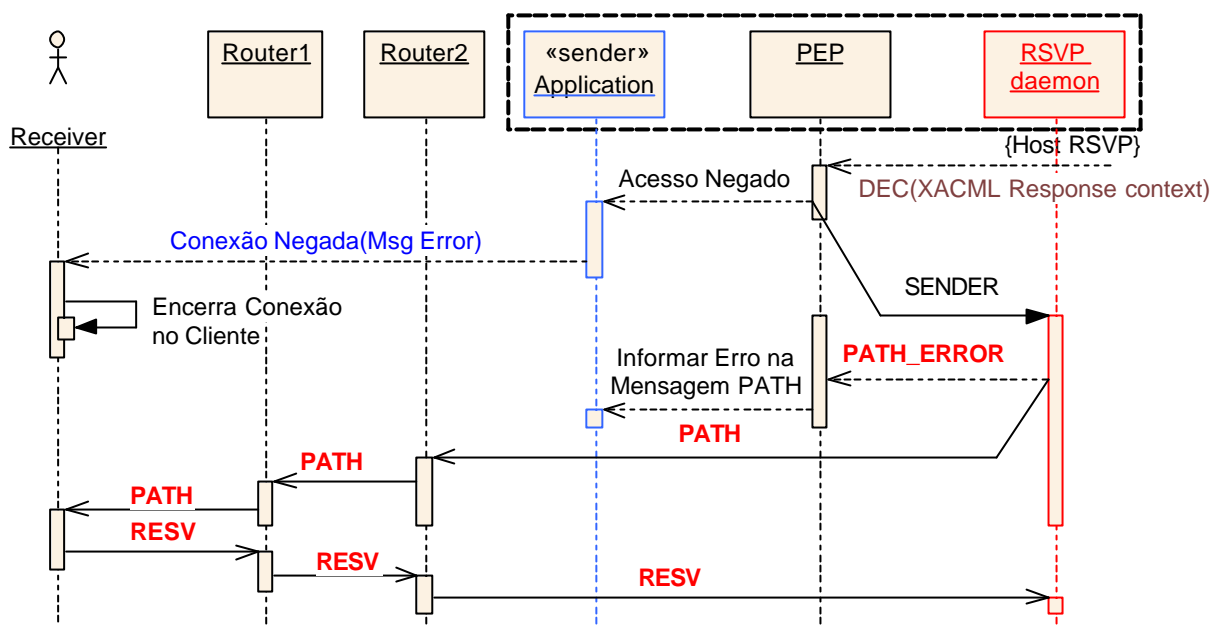 Receiver
Router1
Router2
«sender»
Application
PEP
RSVP
daemon
{Host RSVP}
DEC(XACML Response context)
Acesso Negado
Conexão Negada(Msg Error)
Encerra Conexão
no Cliente
SENDER
PATH_ERROR
Informar Erro na
Mensagem PATH
PATH
PATH
PATH
RESV
RESV
RESV